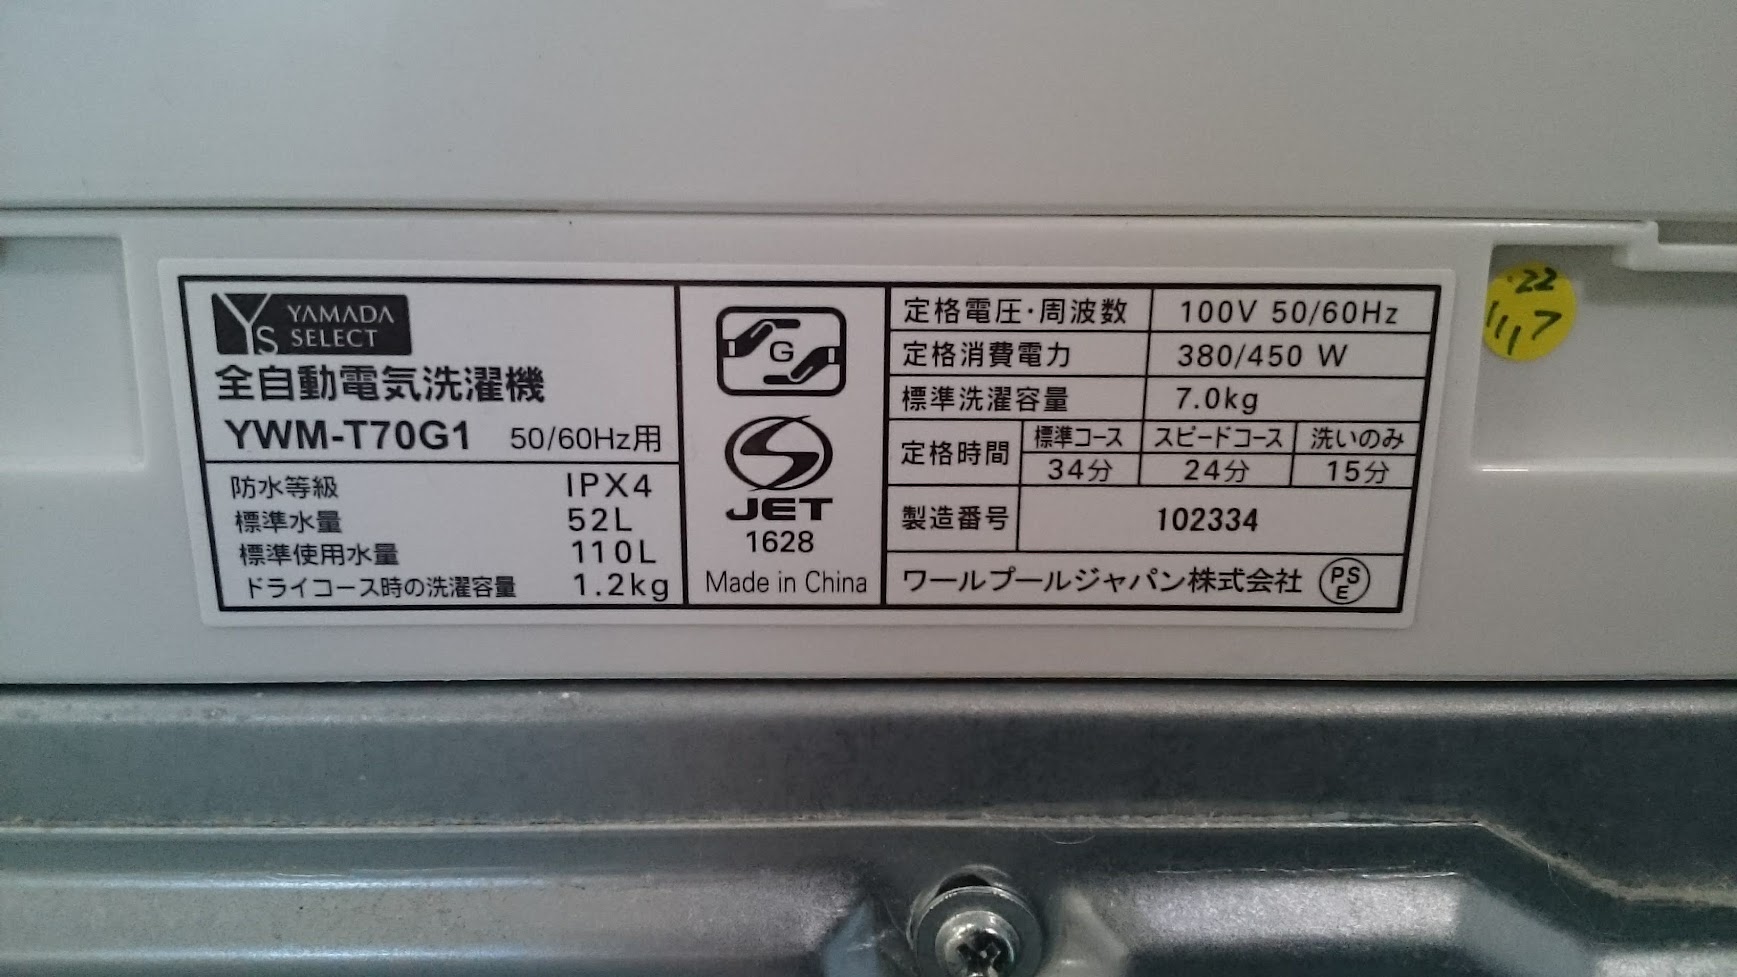 YS YAMADA
SELECT
全自動電気洗濯機
YWM-T70G1 50/60Hz用
防水等級 IPX4
標準水量 52L
標準使用水量 110L
ドライコース時の洗濯容量 1.2kg
G
S
JET
1628
Made in China
定格電圧・周波数 100V 50/60Hz
定格消費電力 380/450 W
標準洗濯容量 7.0kg
定格時間 標準コース スピードコース 洗いのみ
34分 24分 15分
製造番号 102334
ワールプールジャパン株式会社 PSE
'22
11,7